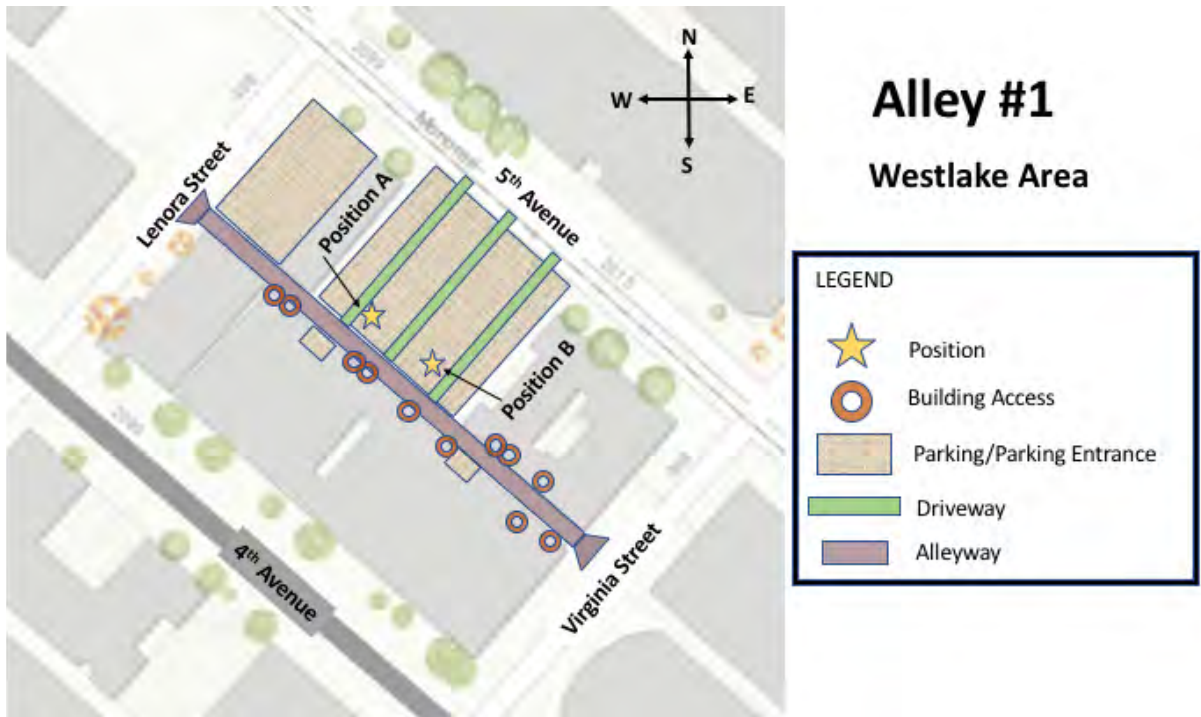 Alley #1
Westlake Area
N
W
E
S
Lenora Street
Position A
5th Avenue
Monorail
Position B
4th Avenue
Virginia Street
LEGEND
Position
Building Access
Parking/Parking Entrance
Driveway
Alleyway